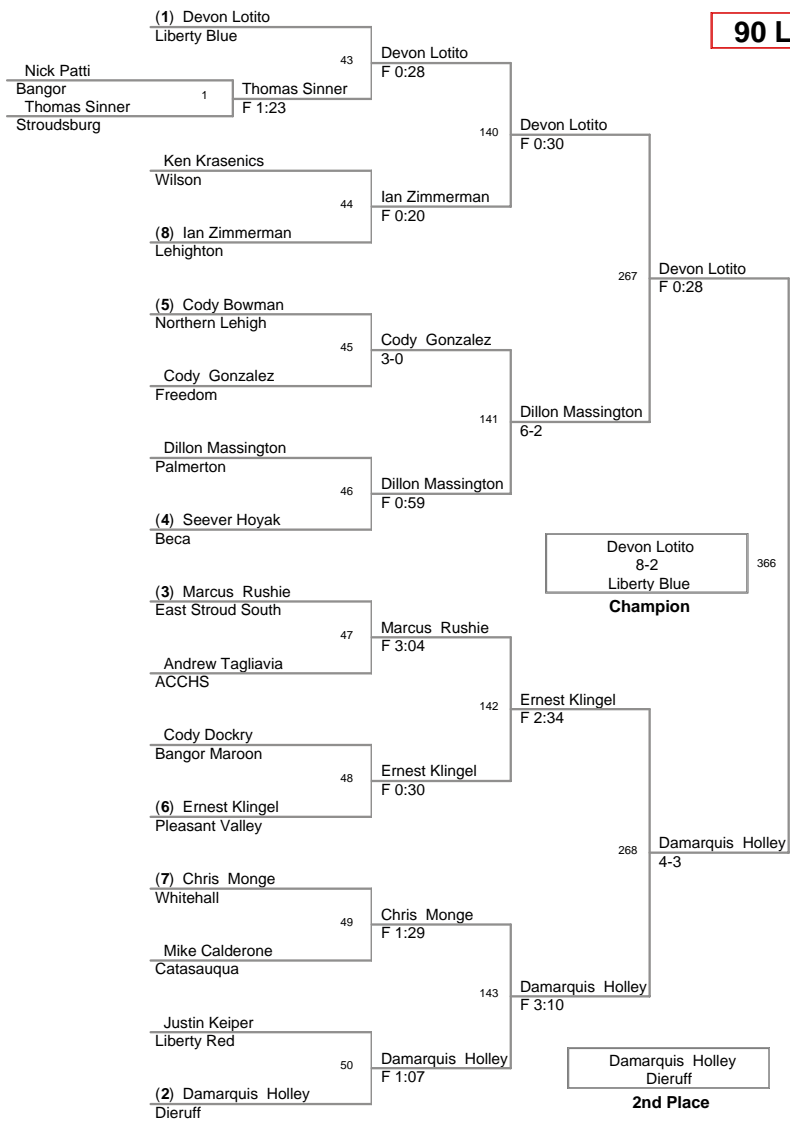 (1) Devon Lotito
Liberty Blue
90 L
43
Devon Lotito
F 0:28
Nick Patti
Bangor
1
Thomas Sinner
F 1:23
Thomas Sinner
Stroudsburg
140
Devon Lotito
F 0:30
Ken Krasenics
Wilson
44
Ian Zimmerman
F 0:20
(8) Ian Zimmerman
Lehighton
267
Devon Lotito
F 0:28
(5) Cody Bowman
Northern Lehigh
45
Cody Gonzalez
3-0
Cody Gonzalez
Freedom
141
Dillon Massington
6-2
Dillon Massington
Palmerton
46
Dillon Massington
F 0:59
(4) Seever Hoyak
Beca
Devon Lotito
8-2
Liberty Blue
366
Champion
(3) Marcus Rushie
East Stroud South
47
Marcus Rushie
F 3:04
Andrew Tagliavia
ACCHS
142
Ernest Klingel
F 2:34
Cody Dockry
Bangor Maroon
48
Ernest Klingel
F 0:30
(6) Ernest Klingel
Pleasant Valley
268
Damarquis Holley
4-3
(7) Chris Monge
Whitehall
49
Chris Monge
F 1:29
Mike Calderone
Catasauqua
143
Damarquis Holley
F 3:10
Justin Keiper
Liberty Red
50
Damarquis Holley
F 1:07
(2) Damarquis Holley
Dieruff
Damarquis Holley
Dieruff
2nd Place